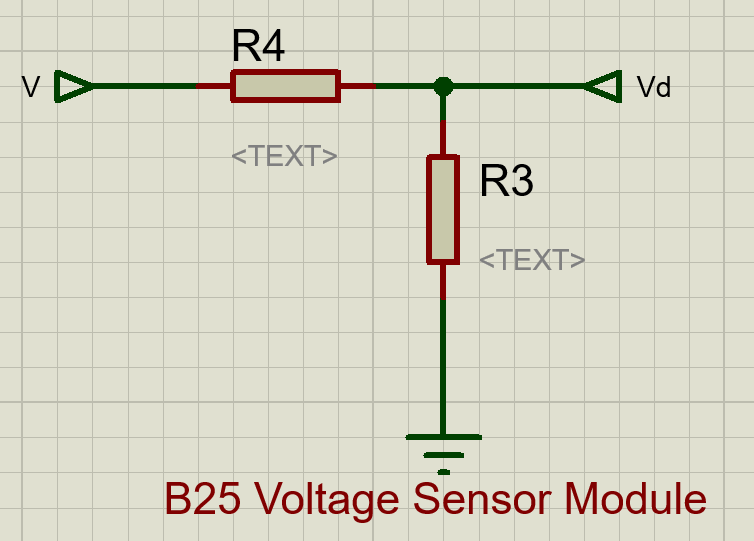 R4
V
Vd
<TEXT>
R3
<TEXT>
B25 Voltage Sensor Module